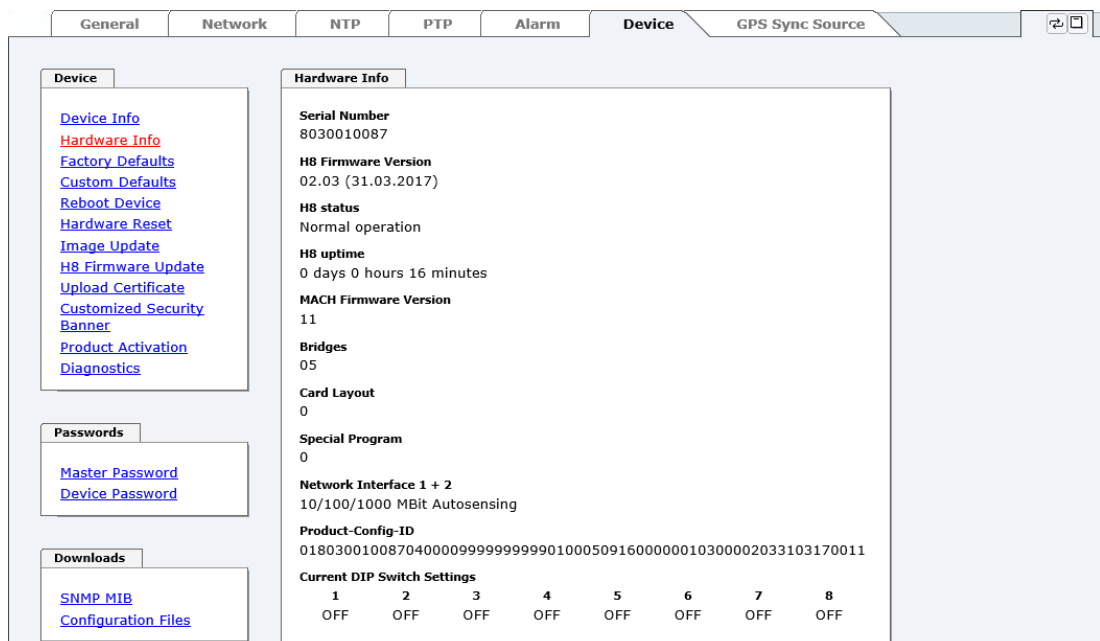 General Network NTP PTP Alarm Device GPS Sync Source
Device
Device Info
Hardware Info
Factory Defaults
Custom Defaults
Reboot Device
Hardware Reset
Image Update
H8 Firmware Update
Upload Certificate
Customized Security
Banner
Product Activation
Diagnostics
Passwords
Master Password
Device Password
Downloads
SNMP MIB
Configuration Files
Hardware Info
Serial Number
8030010087
H8 Firmware Version
02.03 (31.03.2017)
H8 status
Normal operation
H8 uptime
0 days 0 hours 16 minutes
MACH Firmware Version
11
Bridges
05
Card Layout
0
Special Program
0
Network Interface 1 + 2
10/100/1000 MBit Autosensing
Product-Config-ID
0180300100870400009999999999010005091600000010300002033103170011
Current DIP Switch Settings
1 2 3 4 5 6 7 8
OFF OFF OFF OFF OFF OFF OFF OFF